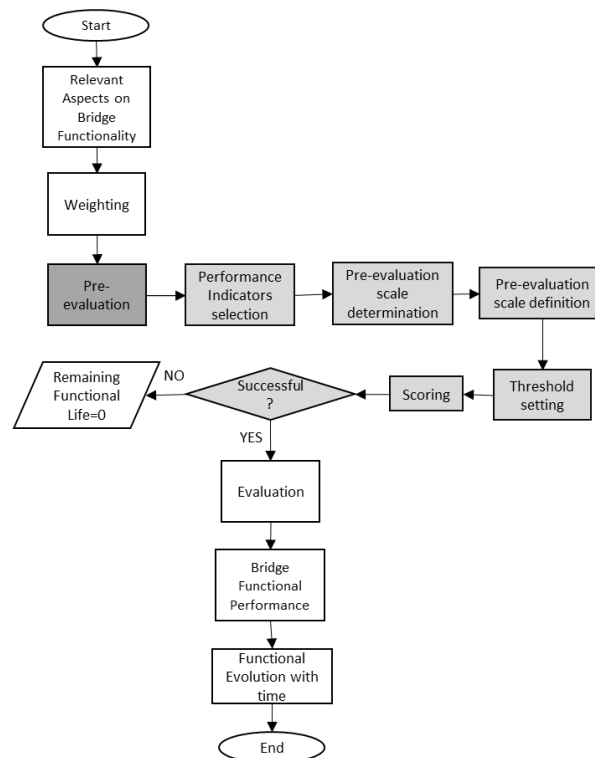 Start
Relevant
Aspects on
Bridge
Functionality
Weighting
Pre-
evaluation
Performance
Indicators
selection
Pre-evaluation
scale
determination
Pre-evaluation
scale definition
Threshold
setting
Scoring
Successful
?
NO
Remaining
Functional
Life=0
YES
Evaluation
Bridge
Functional
Performance
Functional
Evolution with
time
End